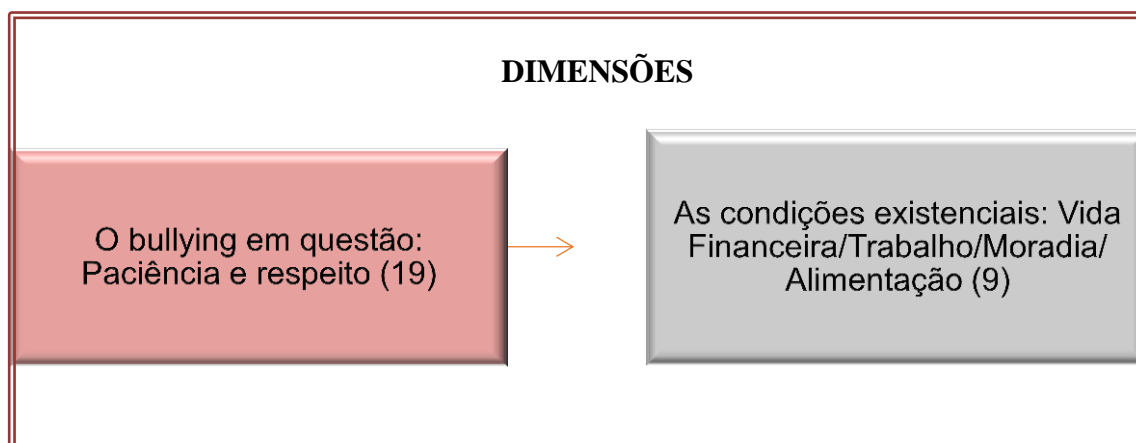 DIMENSÕES
O bullying em questão:
Paciência e respeito (19)
As condições existenciais: Vida
Financeira/Trabalho/Moradia/
Alimentação (9)